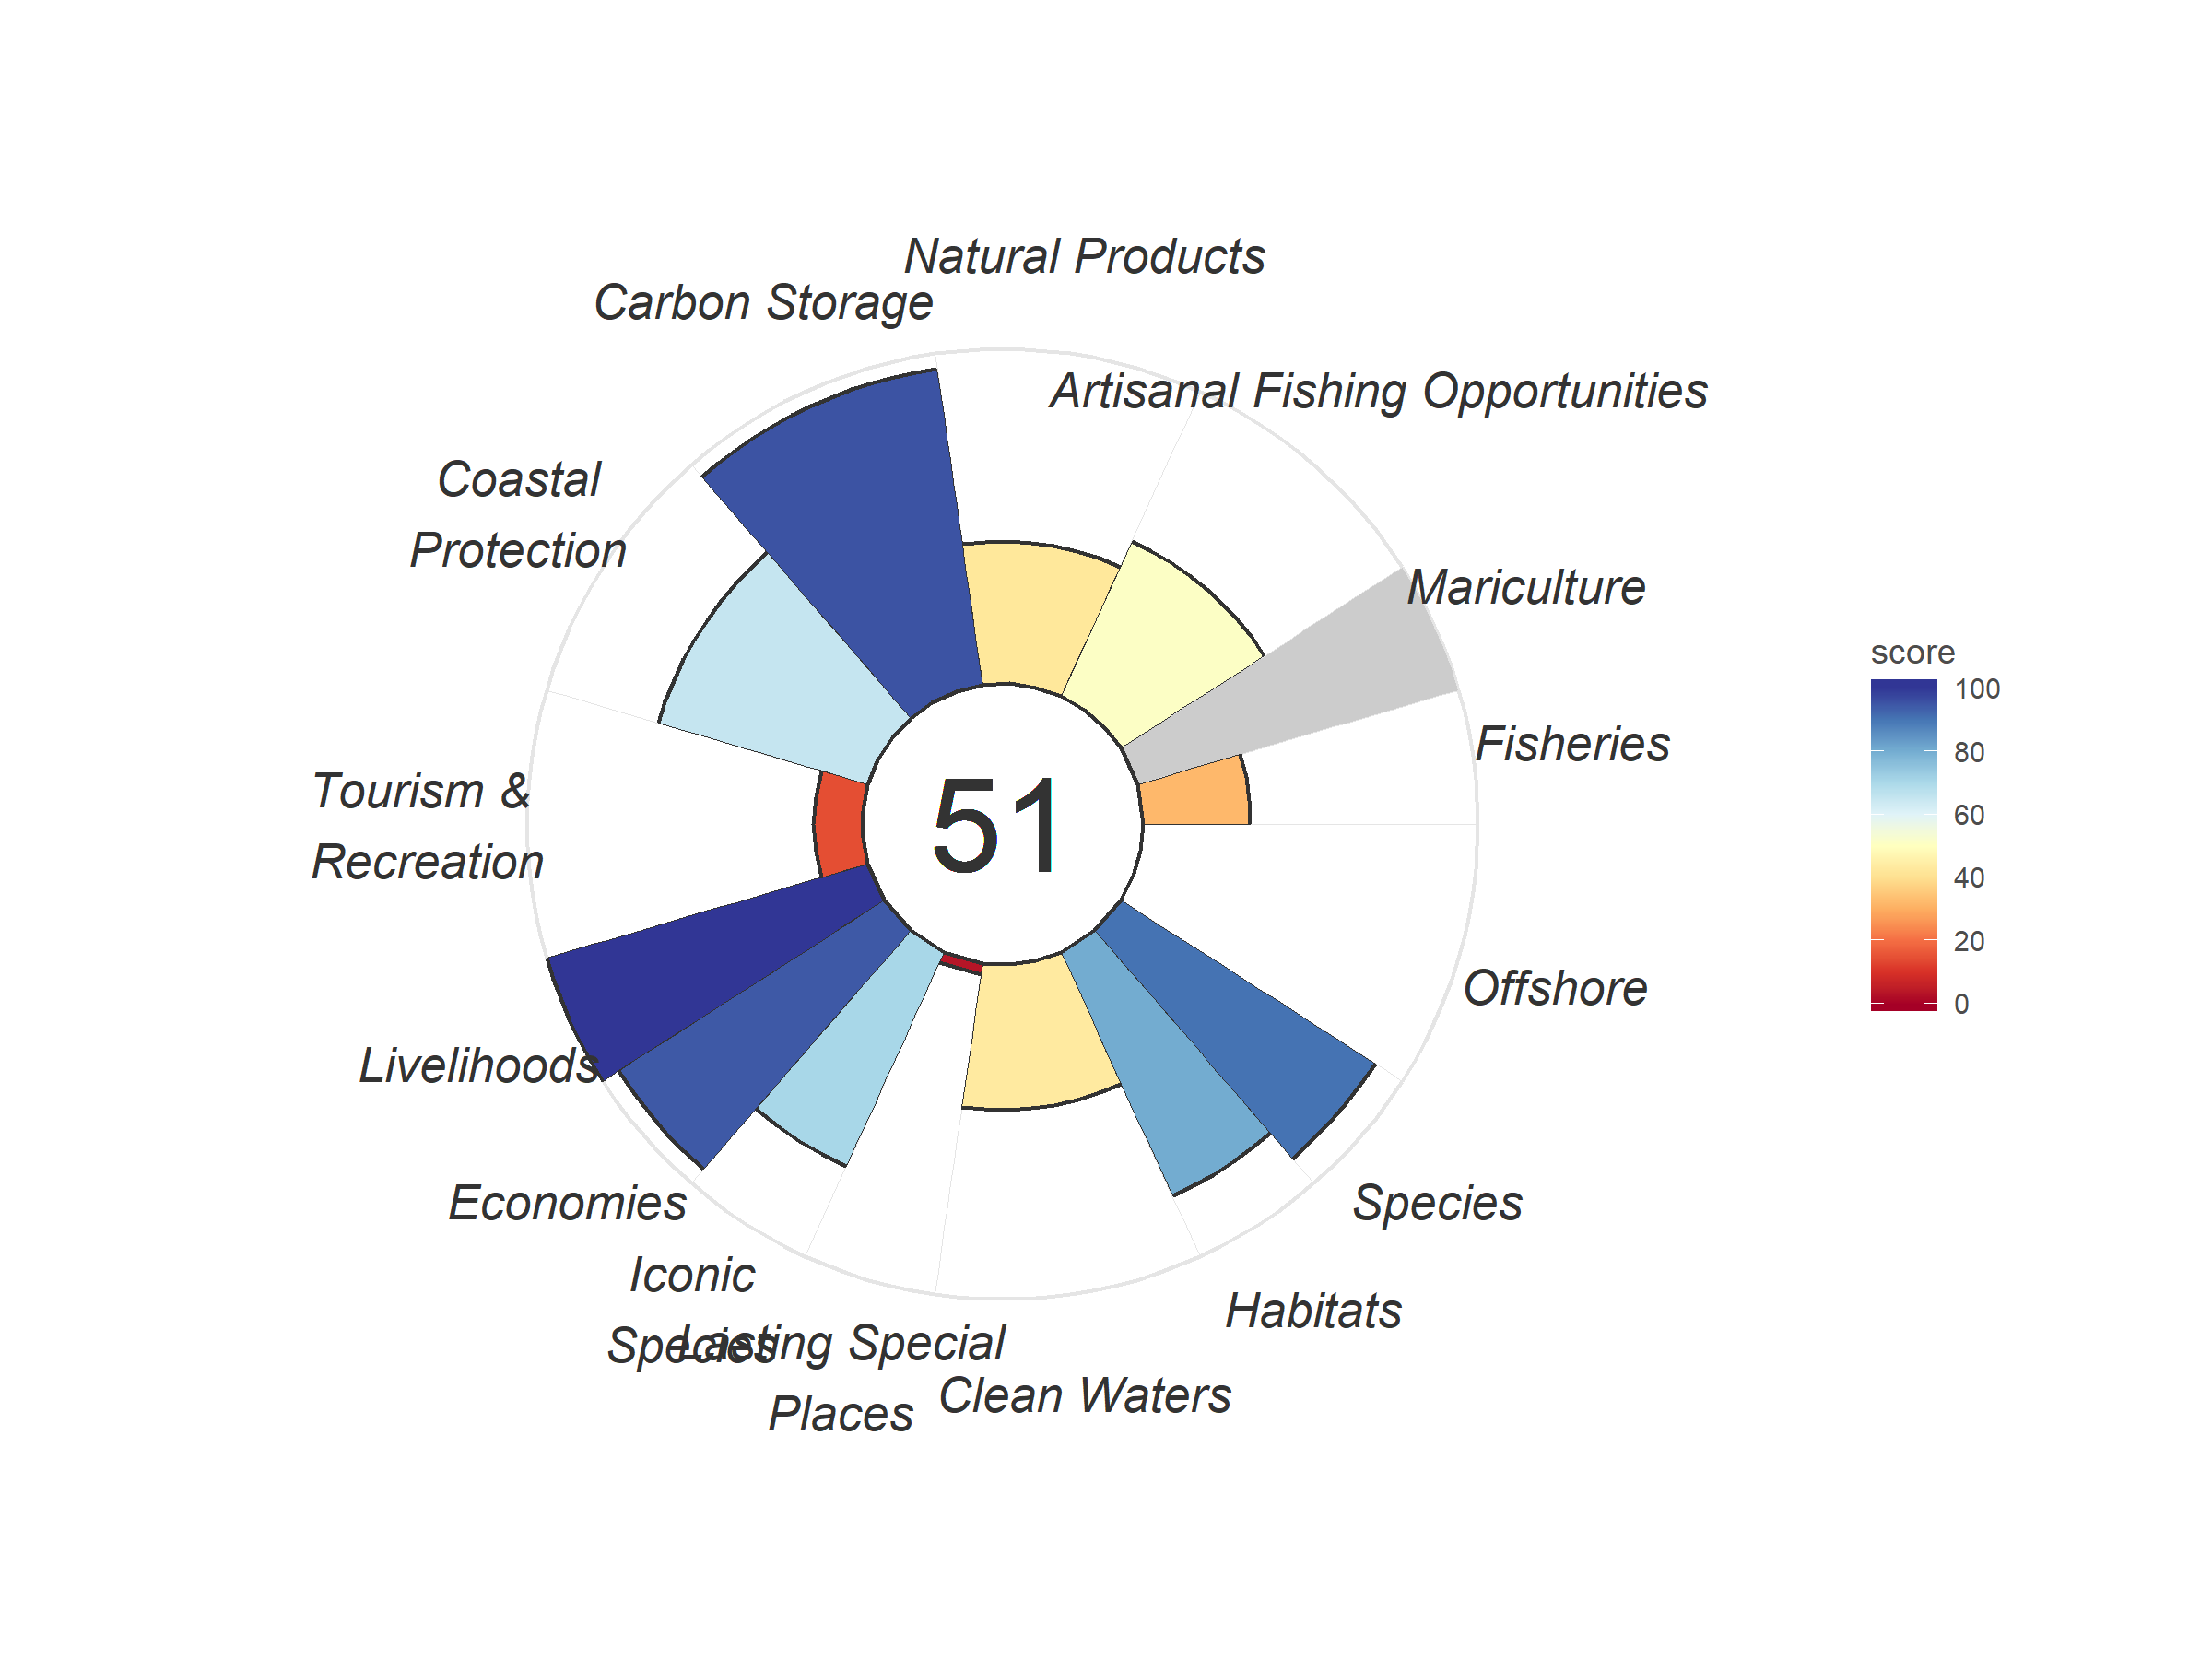 Natural Products
Carbon Storage
Artisanal Fishing Opportunities
Coastal
Protection
Mariculture
Fisheries
Tourism &
Recreation
51
Offshore
Livelihoods
Economies
Species
Iconic
Species
Habitats
Lasting Special
Places
Clean Waters
score
100
80
60
40
20
0